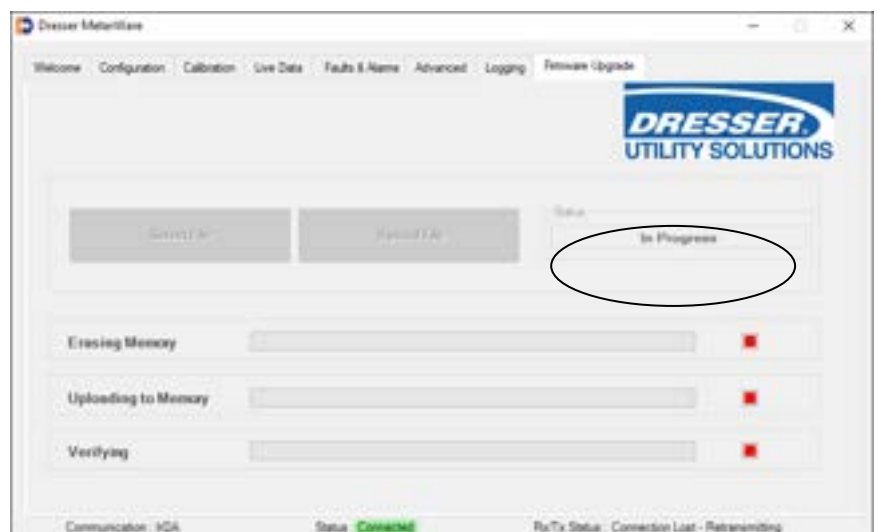 Dresser MeterWare
Welcome Configuration Calibration Live Data Faults & Alarms Advanced Logging Firmware Upgrade
DRESSER
UTILITY SOLUTIONS
Status
In Progress
Erasing Memory
Uploading to Memory
Verifying
Communication : IrDA Status Connected Rx/Tx Status : Connection Lost - Retransmitting